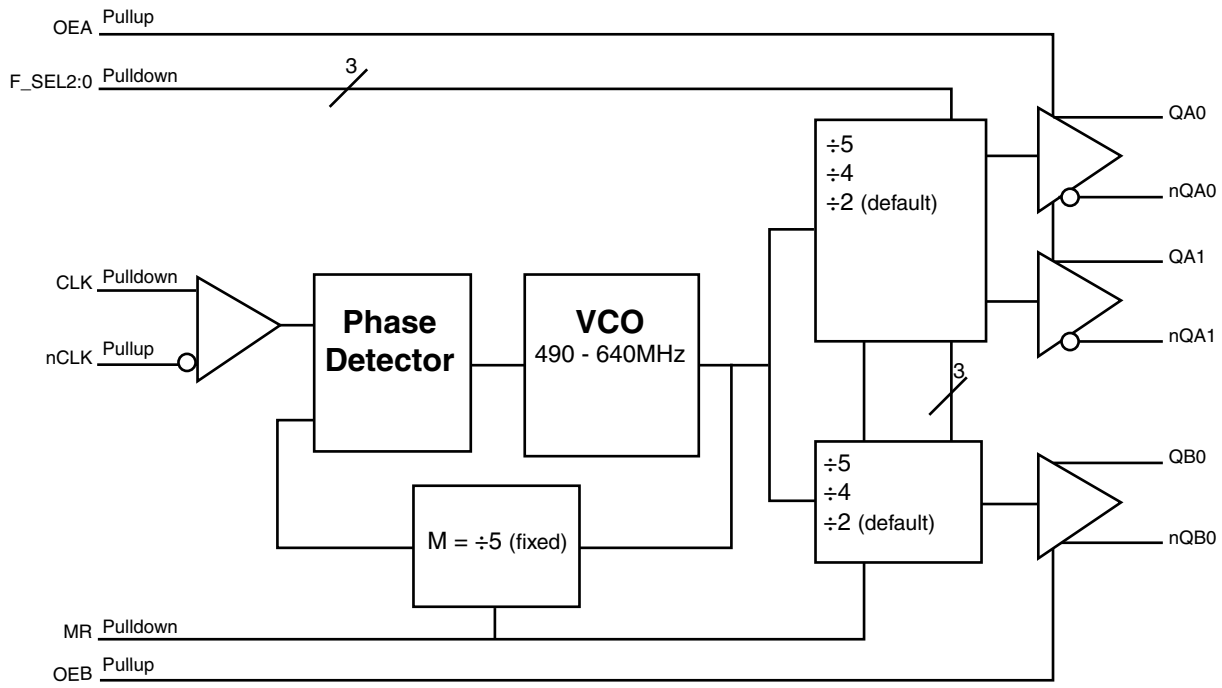 OEA Pullup
F_SEL2:0 Pulldown
3
QA0
÷5
÷4
÷2 (default)
nQA0
QA1
nQA1
CLK Pulldown
nCLK Pullup
Phase
Detector
VCO
490 - 640MHz
3
÷5
÷4
÷2 (default)
QB0
nQB0
M = ÷5 (fixed)
MR Pulldown
OEB Pullup